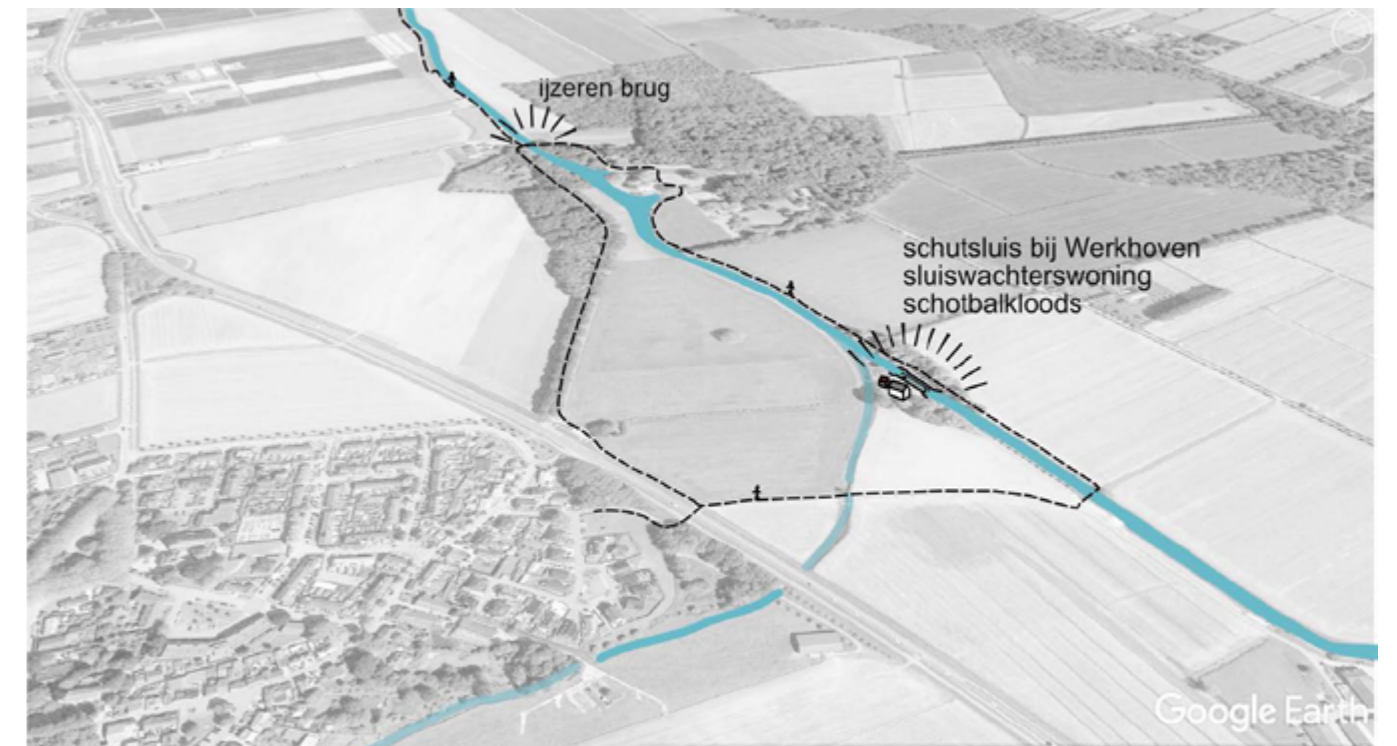 ijzeren brug
schutsluis bij Werkhoven
sluiswachterswoning
schotbalkloods
Google Earth